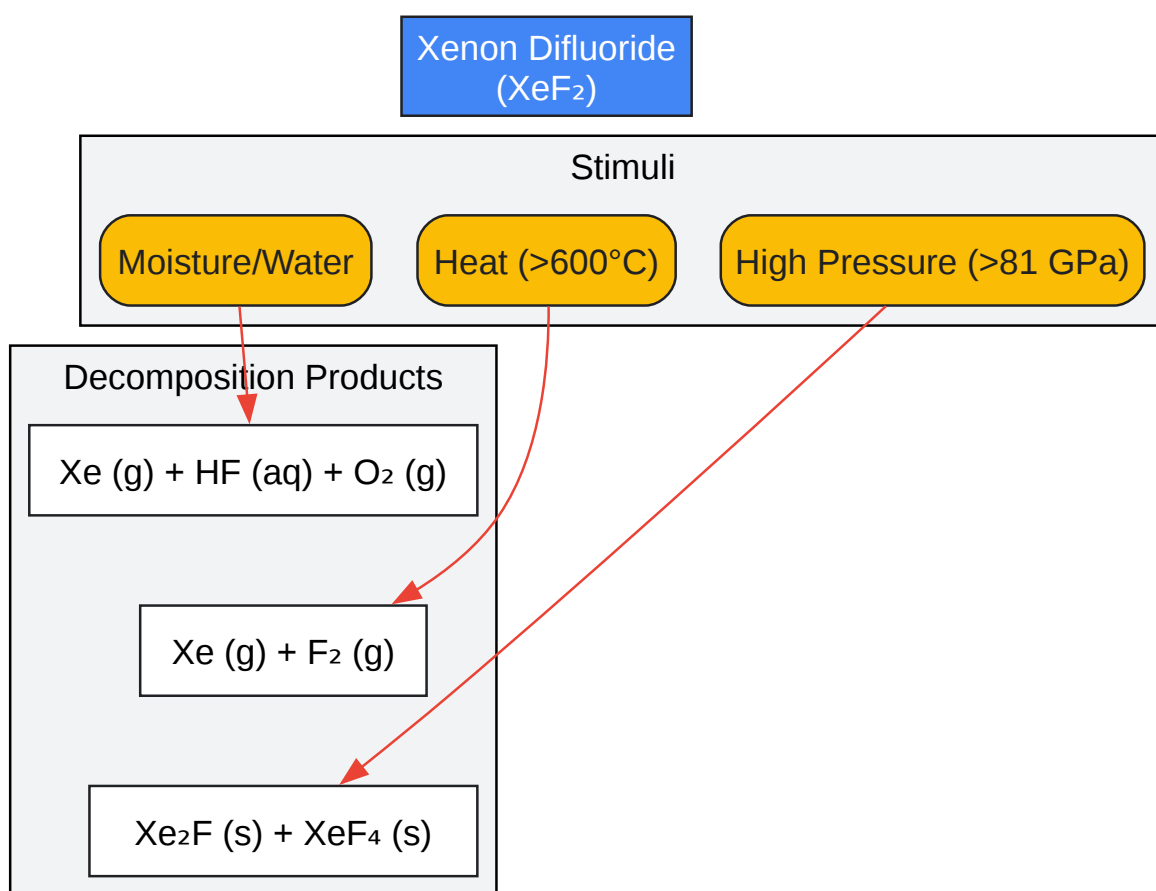 Xenon Difluoride
(XeF₂)
Stimuli
Moisture/Water
Heat (>600°C)
High Pressure (>81 GPa)
Decomposition Products
Xe (g) + HF (aq) + O₂ (g)
Xe (g) + F₂ (g)
Xe₂F (s) + XeF₄ (s)